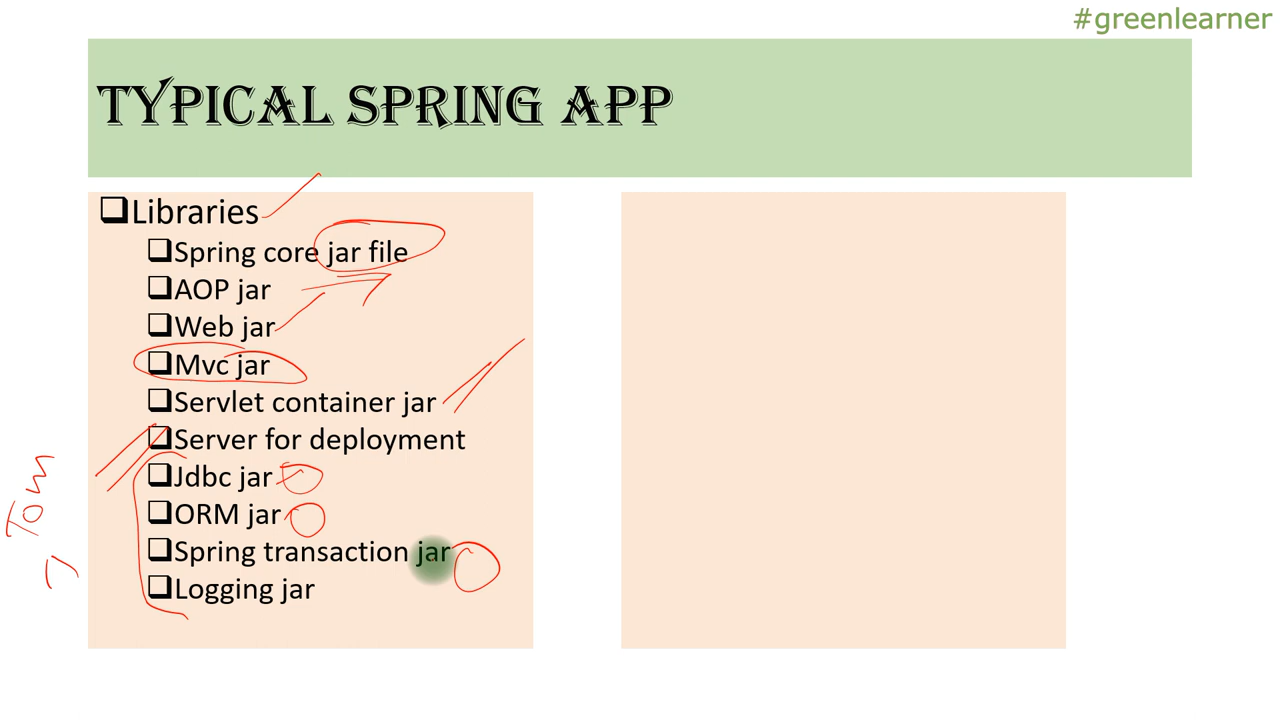 #greenlearner
TYPICAL SPRING APP
Libraries
Spring core jar file
AOP jar
Web jar
Mvc jar
Servlet container jar
Server for deployment
Jdbc jar
ORM jar
Spring transaction jar
Logging jar
Tom
J